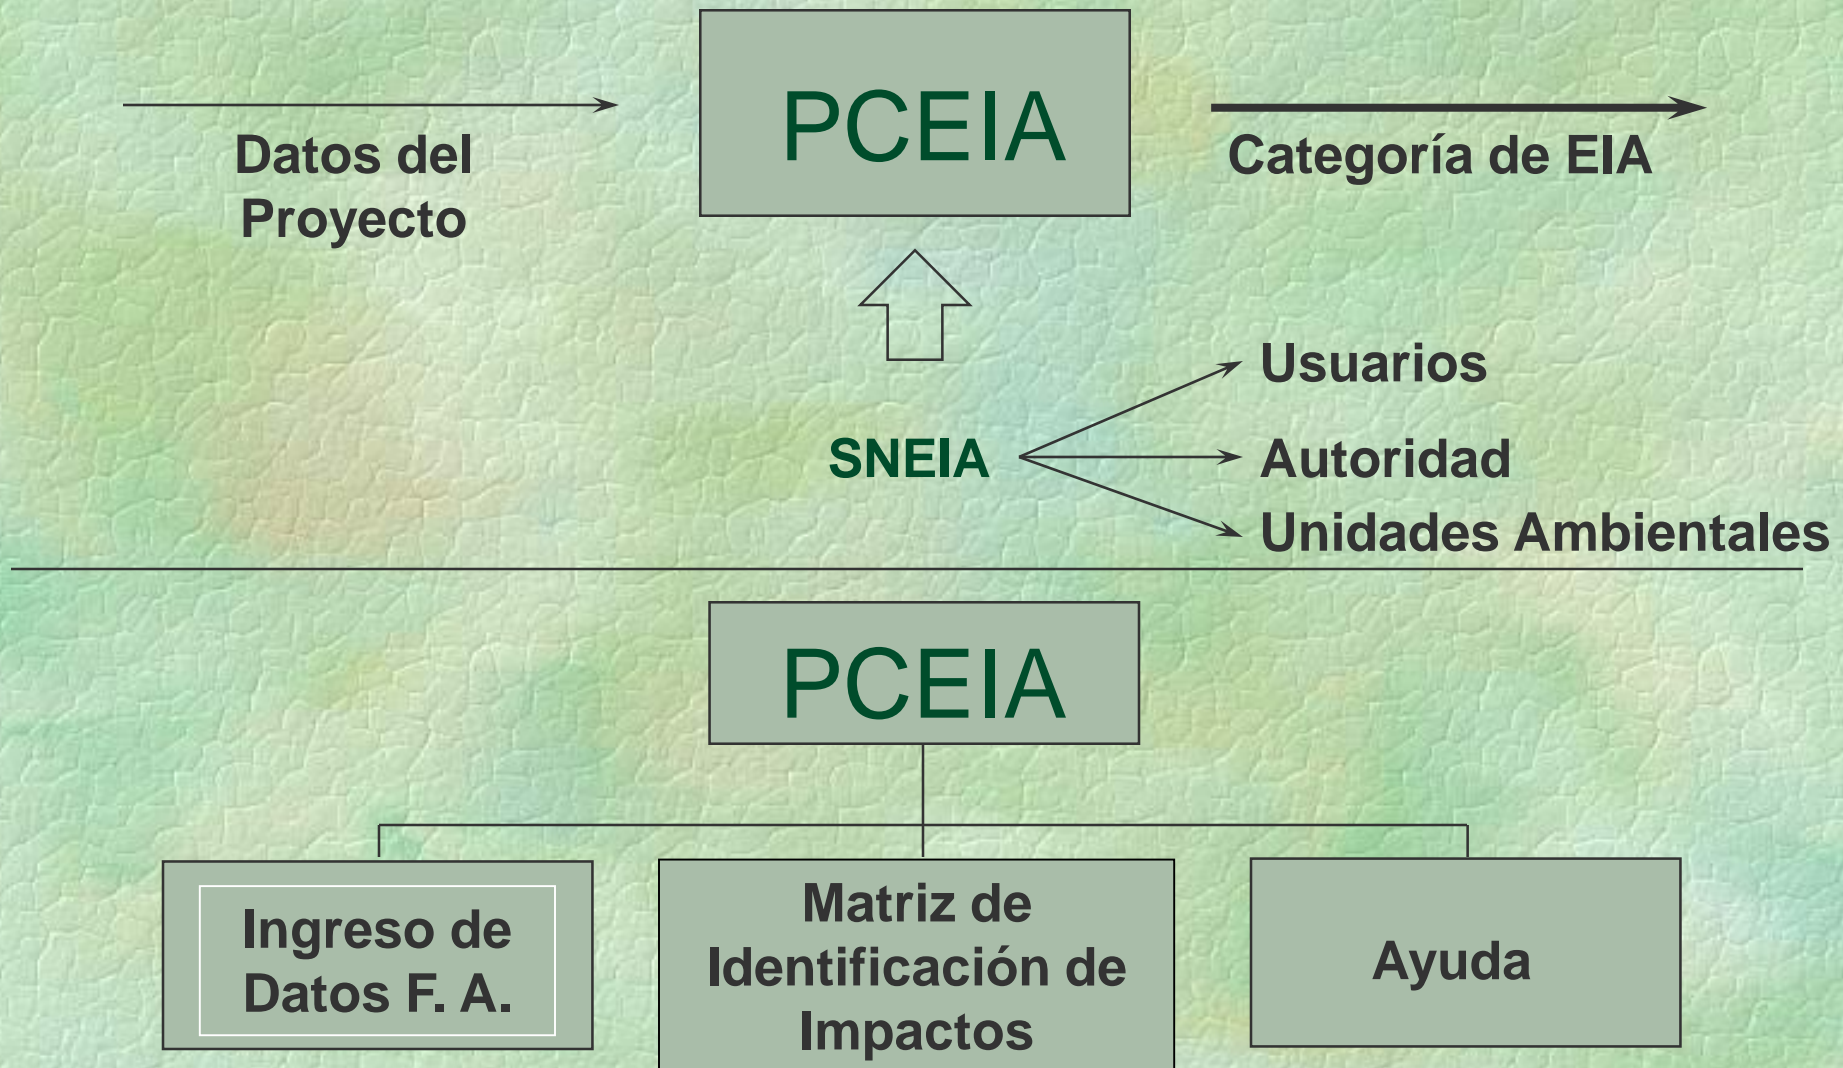 PCEIA
Datos del
Proyecto
Categoría de EIA
Usuarios
SNEIA
Autoridad
Unidades Ambientales
PCEIA
Ingreso de
Datos F. A.
Matriz de
Identificación de
Impactos
Ayuda